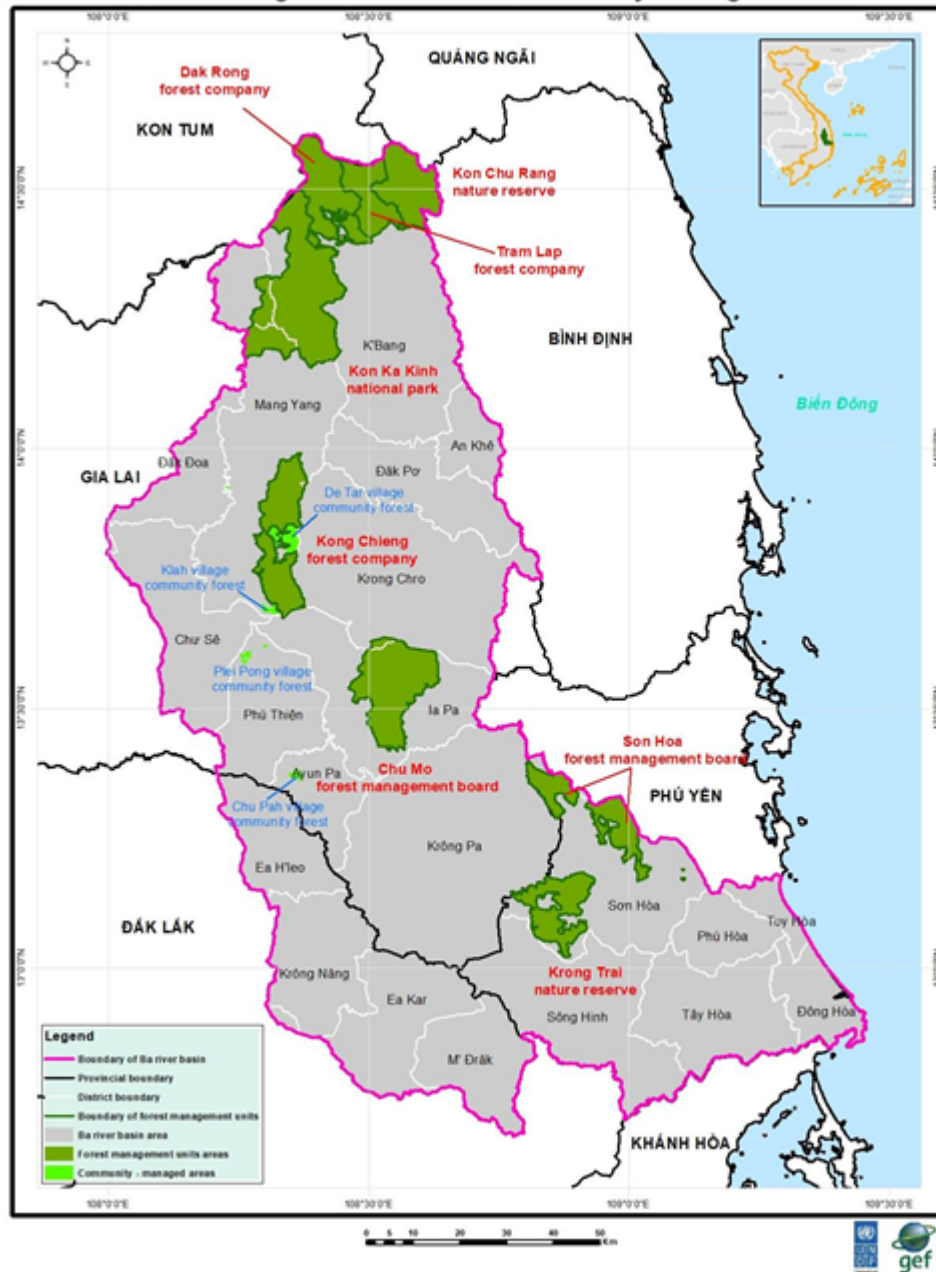 108°0'0"E
108°30'0"E
109°0'0"E
109°30'0"E
N
E
QUẢNG NGÃI
Dak Rong
forest company
KON TUM
Biển Đông
Kon Chu Rang
nature reserve
14°30'0"N
Tram Lap
forest company
BÌNH ĐỊNH
K'Bang
Kon Ka Kinh
national park
Biển Đông
Mang Yang
14°0'0"N
An Khê
Đăk Đoa
Đăk Pơ
GIA LAI
De Tar village
community forest
Kong Chieng
forest company
Klah village
community forest
Krong Chro
Chư Sê
Plei Pong village
community forest
13°30'0"N
Phú Thiện
Ia Pa
Son Hoa
forest management board
Ayun Pa
Chu Mo
forest management board
PHÚ YÊN
Chu Pah village
community forest
Krông Pa
Ea H'leo
Sơn Hòa
ĐẮK LẮK
Tuy Hòa
Phú Hòa
13°0'0"N
Krông Năng
Krong Trai
nature reserve
Ea Kar
Sông Hinh
Tây Hòa
Đông Hòa
M' Đrăk
KHÁNH HÒA
Legend
Boundary of Ba river basin
Provincial boundary
District boundary
Boundary of forest management units
Ba river basin area
Forest management units areas
Community - managed areas
108°0'0"E
108°30'0"E
109°0'0"E
109°30'0"E
0 5 10 20 30 40 50
Km
UN
DP
gef